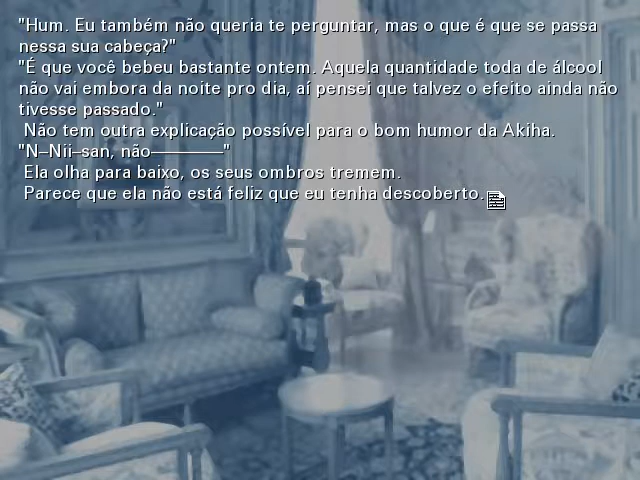 "Hum. Eu também não queria te perguntar, mas o que é que se passa
nessa sua cabeça?"
"É que você bebeu bastante ontem. Aquela quantidade toda de álcool
não vai embora da noite pro dia, aí pensei que talvez o efeito ainda não
tivesse passado."
Não tem outra explicação possível para o bom humor da Akiha.
"N–Nii–san, não————"
Ela olha para baixo, os seus ombros tremem.
Parece que ela não está feliz que eu tenha descoberto.